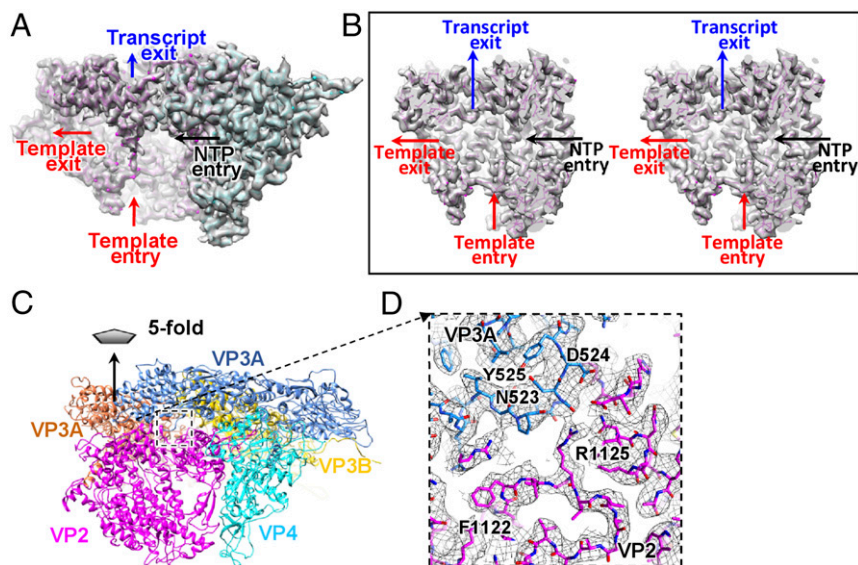 A
Transcript
exit
Template
exit
NTP
entry
Template
entry
B
Transcript
exit
Template
exit
NTP
entry
Template
entry
Transcript
exit
Template
exit
NTP
entry
Template
entry
C
5-fold
VP3A
VP3A
VP3B
VP2
VP4
D
VP3A
D524
Y525
N523
R1125
F1122
VP2